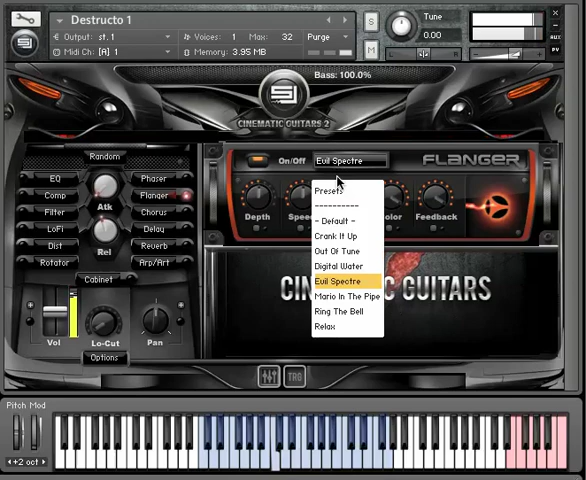 Destructo 1
Output: st. 1 Voices: 1 Max: 32 Purge
Midi Ch: [A] 1 Memory: 3.95 MB
S
M
Tune
0.00
AUX
PV
Bass: 100.0%
SJ
CINEMATIC GUITARS 2
Random
EQ
Comp
Filter
LoFi
Dist
Rotator
Atk
Rel
Phaser
Flanger
Chorus
Delay
Reverb
Arp/Art
Cabinet
Vol
Lo-Cut
Pan
Options
On/Off
Evil Spectre
FLANGER
Depth
Feedback
Presets
-----------
- Default -
Crank It Up
Out Of Tune
Digital Water
Evil Spectre
Mario In The Pipe
Ring The Bell
Relax
GUITARS
TRG
Pitch Mod
+2 oct